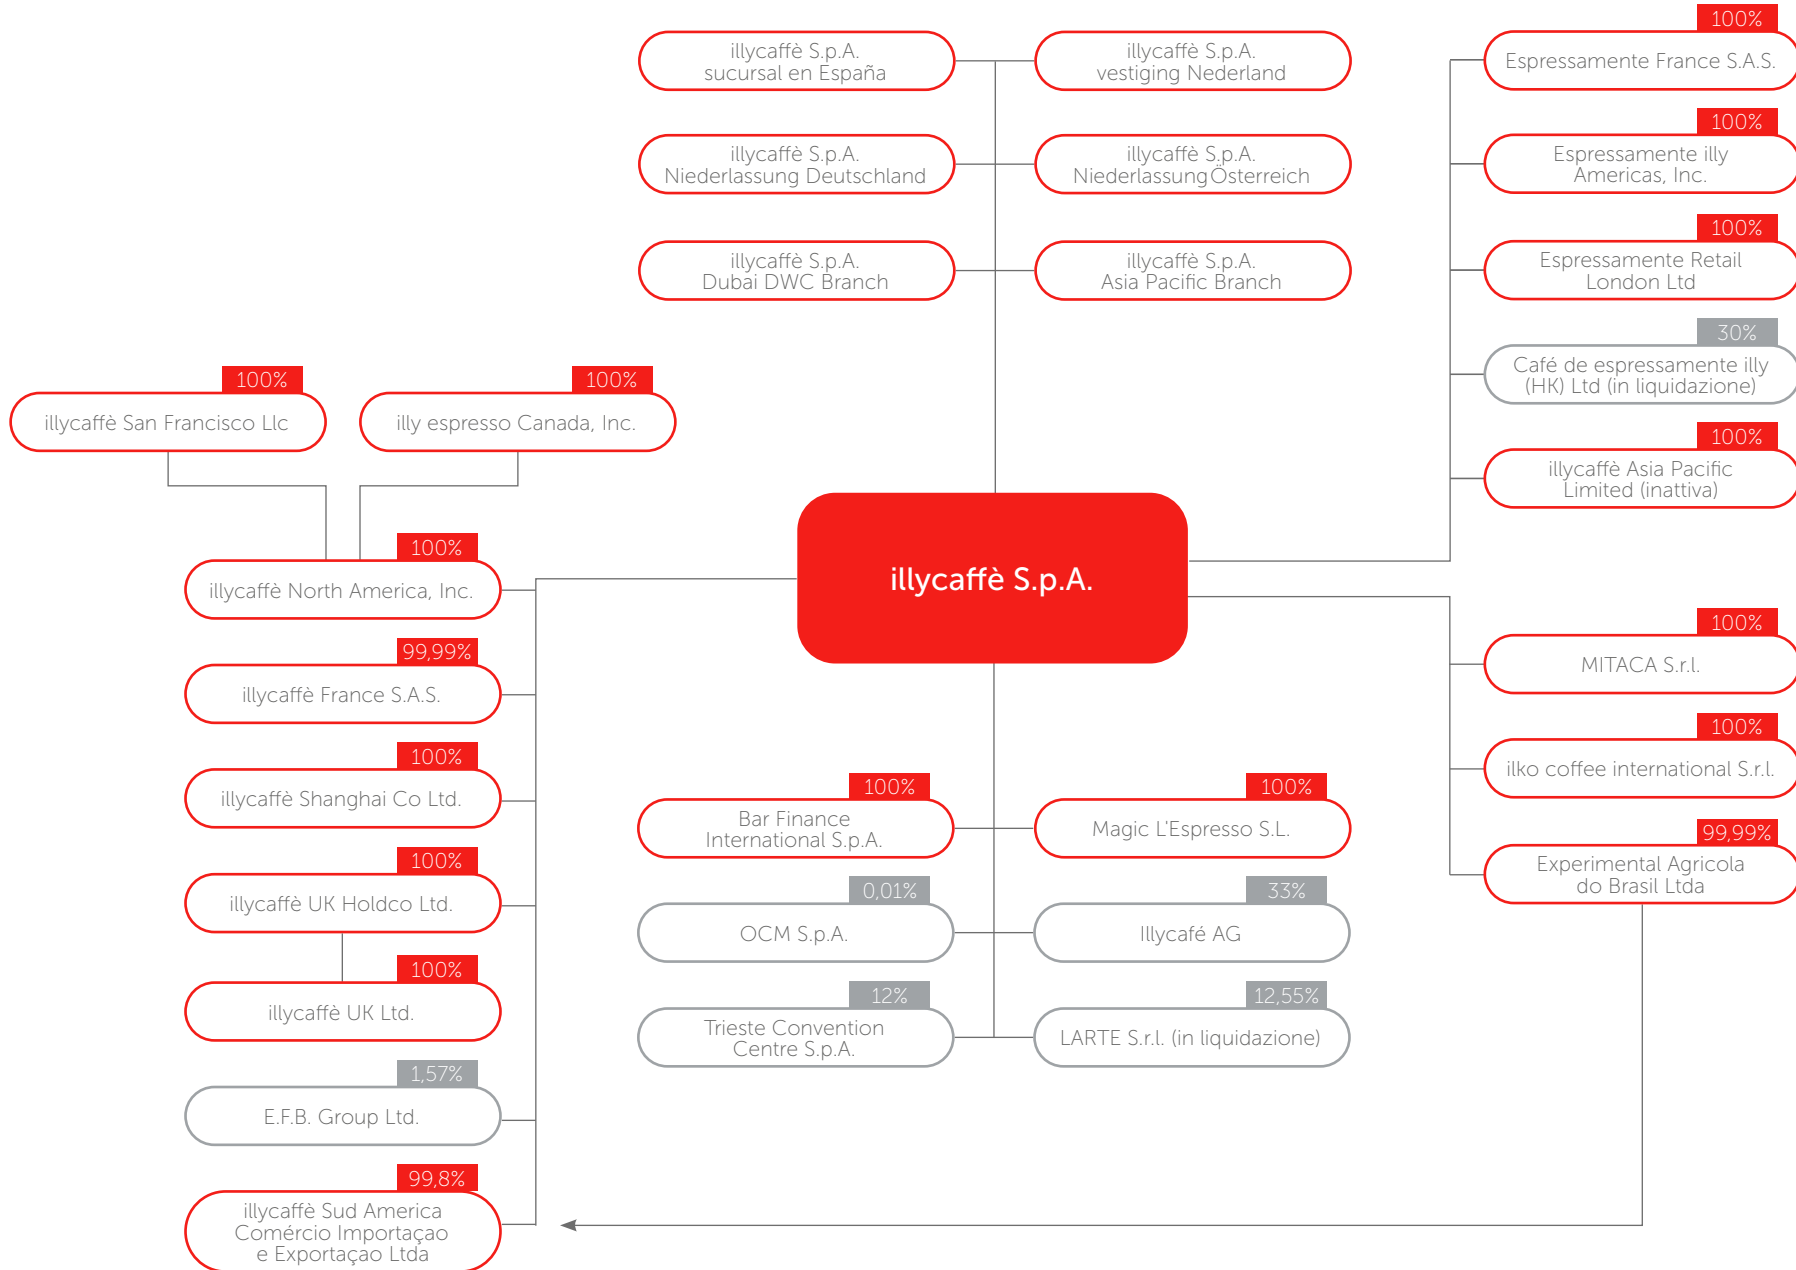 illycaffè S.p.A.
sucursal en España
illycaffè S.p.A.
vestiging Nederland
illycaffè S.p.A.
Niederlassung Deutschland
illycaffè S.p.A.
Niederlassung Österreich
illycaffè S.p.A.
Dubai DWC Branch
illycaffè S.p.A.
Asia Pacific Branch
100%
Espressamente France S.A.S.
100%
Espressamente illy
Americas, Inc.
100%
Espressamente Retail
London Ltd
30%
Café de espressamente illy
(HK) Ltd (in liquidazione)
100%
illycaffè Asia Pacific
Limited (inattiva)
100%
illycaffè San Francisco Llc
100%
illy espresso Canada, Inc.
100%
illycaffè North America, Inc.
99,99%
illycaffè France S.A.S.
100%
illycaffè Shanghai Co Ltd.
100%
illycaffè UK Holdco Ltd.
100%
illycaffè UK Ltd.
1,57%
E.F.B. Group Ltd.
99,8%
illycaffè Sud America
Comércio Importaçao
e Exportaçao Ltda
illycaffè S.p.A.
100%
Bar Finance
International S.p.A.
100%
Magic L'Espresso S.L.
0,01%
OCM S.p.A.
33%
Illycafé AG
12%
Trieste Convention
Centre S.p.A.
12,55%
LARTE S.r.l. (in liquidazione)
100%
MITACA S.r.l.
100%
ilko coffee international S.r.l.
99,99%
Experimental Agricola
do Brasil Ltda